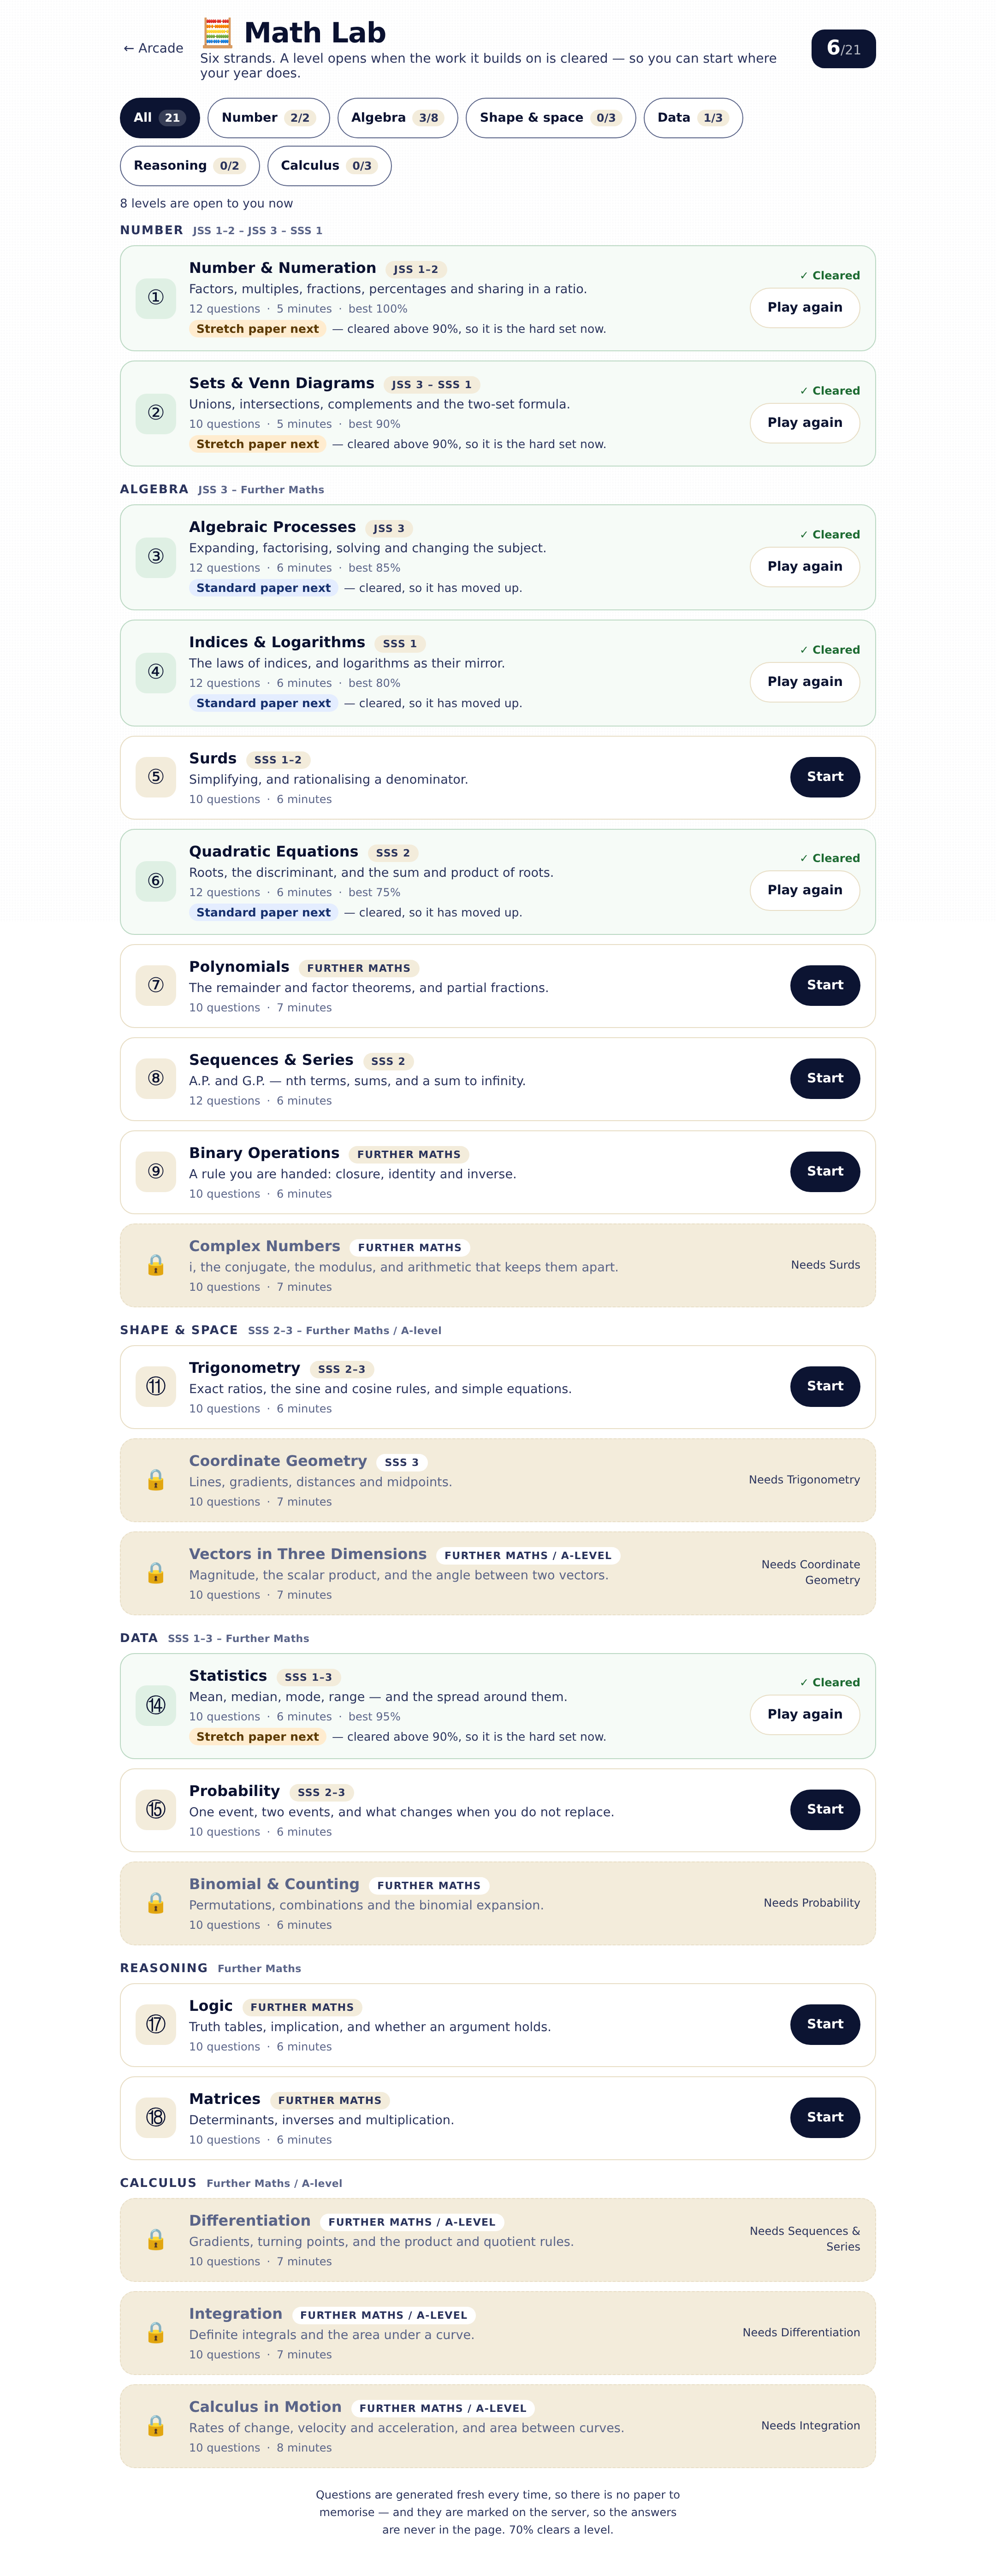 ← Arcade
🧮 Math Lab
Six strands. A level opens when the work it builds on is cleared — so you can start where
your year does.
6/21
All 21
Number 2/2
Algebra 3/8
Shape & space 0/3
Data 1/3
Reasoning 0/2
Calculus 0/3
8 levels are open to you now
NUMBER JSS 1–2 – JSS 3 – SSS 1
①
Number & Numeration JSS 1–2
Factors, multiples, fractions, percentages and sharing in a ratio.
12 questions · 5 minutes · best 100%
Stretch paper next — cleared above 90%, so it is the hard set now.
✓ Cleared
Play again
②
Sets & Venn Diagrams JSS 3 – SSS 1
Unions, intersections, complements and the two-set formula.
10 questions · 5 minutes · best 90%
Stretch paper next — cleared above 90%, so it is the hard set now.
✓ Cleared
Play again
ALGEBRA JSS 3 – Further Maths
③
Algebraic Processes JSS 3
Expanding, factorising, solving and changing the subject.
12 questions · 6 minutes · best 85%
Standard paper next — cleared, so it has moved up.
✓ Cleared
Play again
④
Indices & Logarithms SSS 1
The laws of indices, and logarithms as their mirror.
12 questions · 6 minutes · best 80%
Standard paper next — cleared, so it has moved up.
✓ Cleared
Play again
⑤
Surds SSS 1–2
Simplifying, and rationalising a denominator.
10 questions · 6 minutes
Start
⑥
Quadratic Equations SSS 2
Roots, the discriminant, and the sum and product of roots.
12 questions · 6 minutes · best 75%
Standard paper next — cleared, so it has moved up.
✓ Cleared
Play again
⑦
Polynomials FURTHER MATHS
The remainder and factor theorems, and partial fractions.
10 questions · 7 minutes
Start
⑧
Sequences & Series SSS 2
A.P. and G.P. — nth terms, sums, and a sum to infinity.
12 questions · 6 minutes
Start
⑨
Binary Operations FURTHER MATHS
A rule you are handed: closure, identity and inverse.
10 questions · 6 minutes
Start
Complex Numbers FURTHER MATHS
i, the conjugate, the modulus, and arithmetic that keeps them apart.
10 questions · 7 minutes
Needs Surds
SHAPE & SPACE SSS 2–3 – Further Maths / A-level
⑪
Trigonometry SSS 2–3
Exact ratios, the sine and cosine rules, and simple equations.
10 questions · 6 minutes
Start
Coordinate Geometry SSS 3
Lines, gradients, distances and midpoints.
10 questions · 7 minutes
Needs Trigonometry
Vectors in Three Dimensions FURTHER MATHS / A-LEVEL
Magnitude, the scalar product, and the angle between two vectors.
10 questions · 7 minutes
Needs Coordinate
Geometry
DATA SSS 1–3 – Further Maths
⑭
Statistics SSS 1–3
Mean, median, mode, range — and the spread around them.
10 questions · 6 minutes · best 95%
Stretch paper next — cleared above 90%, so it is the hard set now.
✓ Cleared
Play again
⑮
Probability SSS 2–3
One event, two events, and what changes when you do not replace.
10 questions · 6 minutes
Start
Binomial & Counting FURTHER MATHS
Permutations, combinations and the binomial expansion.
10 questions · 6 minutes
Needs Probability
REASONING Further Maths
⑰
Logic FURTHER MATHS
Truth tables, implication, and whether an argument holds.
10 questions · 6 minutes
Start
⑱
Matrices FURTHER MATHS
Determinants, inverses and multiplication.
10 questions · 6 minutes
Start
CALCULUS Further Maths / A-level
Differentiation FURTHER MATHS / A-LEVEL
Gradients, turning points, and the product and quotient rules.
10 questions · 7 minutes
Needs Sequences &
Series
Integration FURTHER MATHS / A-LEVEL
Definite integrals and the area under a curve.
10 questions · 7 minutes
Needs Differentiation
Calculus in Motion FURTHER MATHS / A-LEVEL
Rates of change, velocity and acceleration, and area between curves.
10 questions · 8 minutes
Needs Integration
Questions are generated fresh every time, so there is no paper to
memorise — and they are marked on the server, so the answers
are never in the page. 70% clears a level.